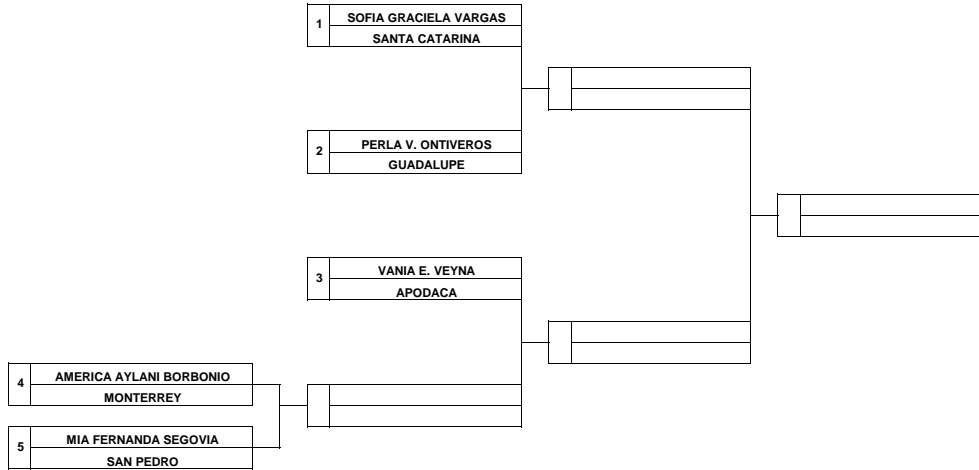 1 SOFIA GRACIELA VARGAS
SANTA CATARINA
2 PERLA V. ONTIVEROS
GUADALUPE
3 VANIA E. VEYNA
APODACA
4 AMERICA AYLANI BORBONIO
MONTERREY
5 MIA FERNANDA SEGOVIA
SAN PEDRO